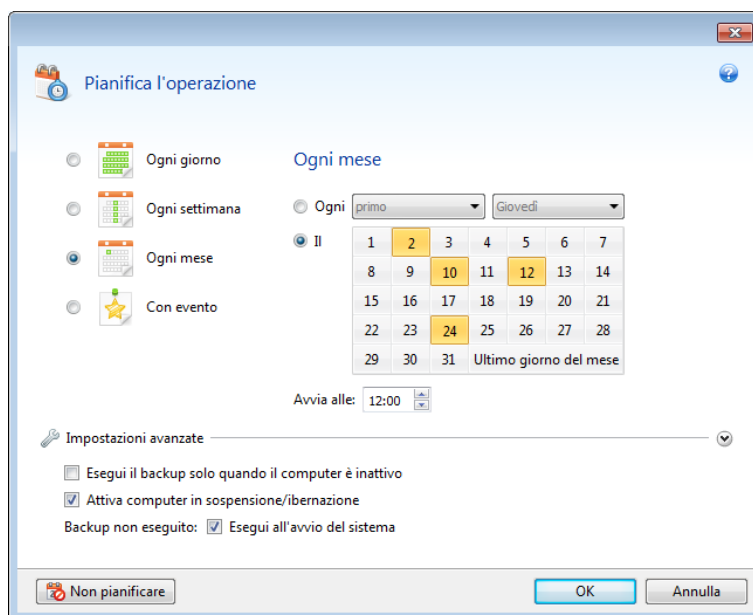 Pianifica l'operazione
Ogni giorno
Ogni settimana
Ogni mese
Con evento
Ogni mese
Ogni primo Giovedì
Il
1 2 3 4 5 6 7
8 9 10 11 12 13 14
15 16 17 18 19 20 21
22 23 24 25 26 27 28
29 30 31 Ultimo giorno del mese
Avvia alle: 12:00
Impostazioni avanzate
Esegui il backup solo quando il computer è inattivo
Attiva computer in sospensione/ibernazione
Backup non eseguito: Esegui all'avvio del sistema
Non pianificare OK Annulla